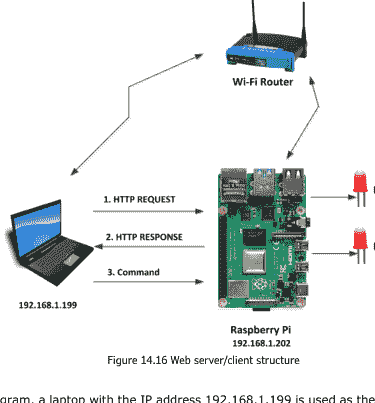 Wi-Fi Router
1. HTTP REQUEST
2. HTTP RESPONSE
3. Command
192.168.1.199
Raspberry Pi
192.168.1.202
Figure 14.16 Web server/client structure
a laptop with the IP address 192.168.1.199 is used as the